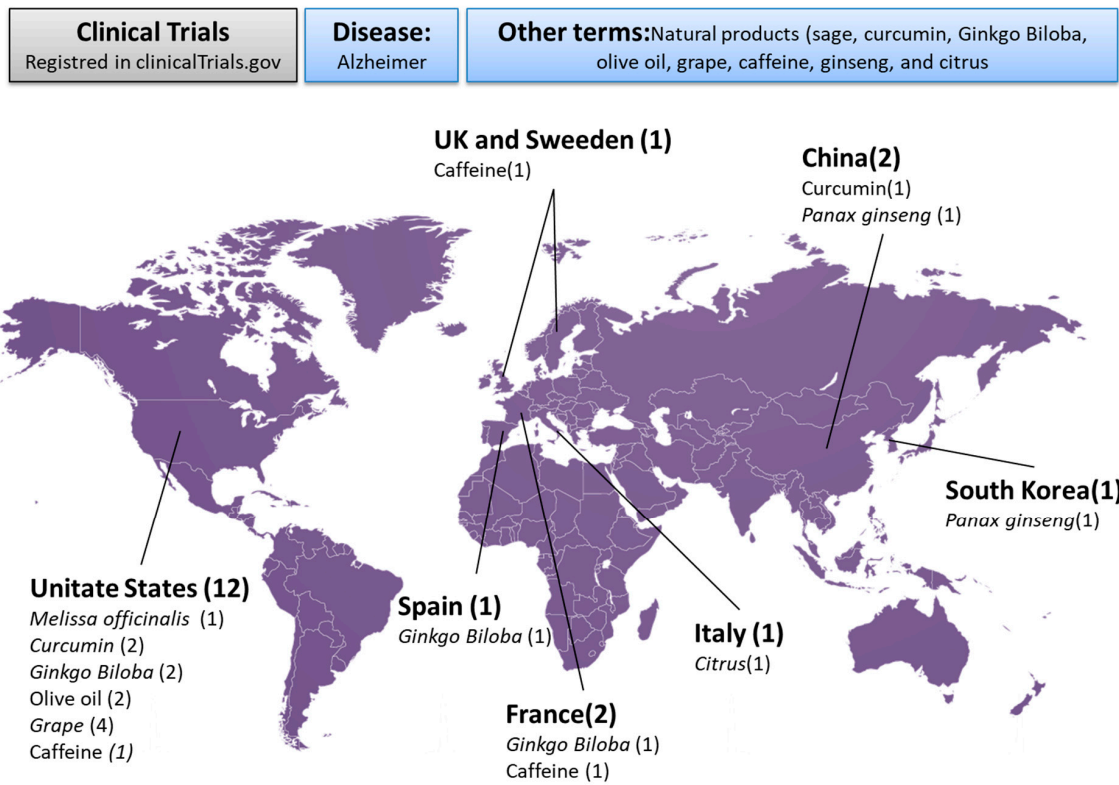 Clinical Trials
Registred in clinicalTrials.gov
Disease:
Alzheimer
Other terms:Natural products (sage, curcumin, Ginkgo Biloba,
olive oil, grape, caffeine, ginseng, and citrus
UK and Sweeden (1)
Caffeine(1)
China(2)
Curcumin(1)
Panax ginseng (1)
South Korea(1)
Panax ginseng(1)
Unitate States (12)
Melissa officinalis (1)
Curcumin (2)
Ginkgo Biloba (2)
Olive oil (2)
Grape (4)
Caffeine (1)
Spain (1)
Ginkgo Biloba (1)
Italy (1)
Citrus(1)
France(2)
Ginkgo Biloba (1)
Caffeine (1)